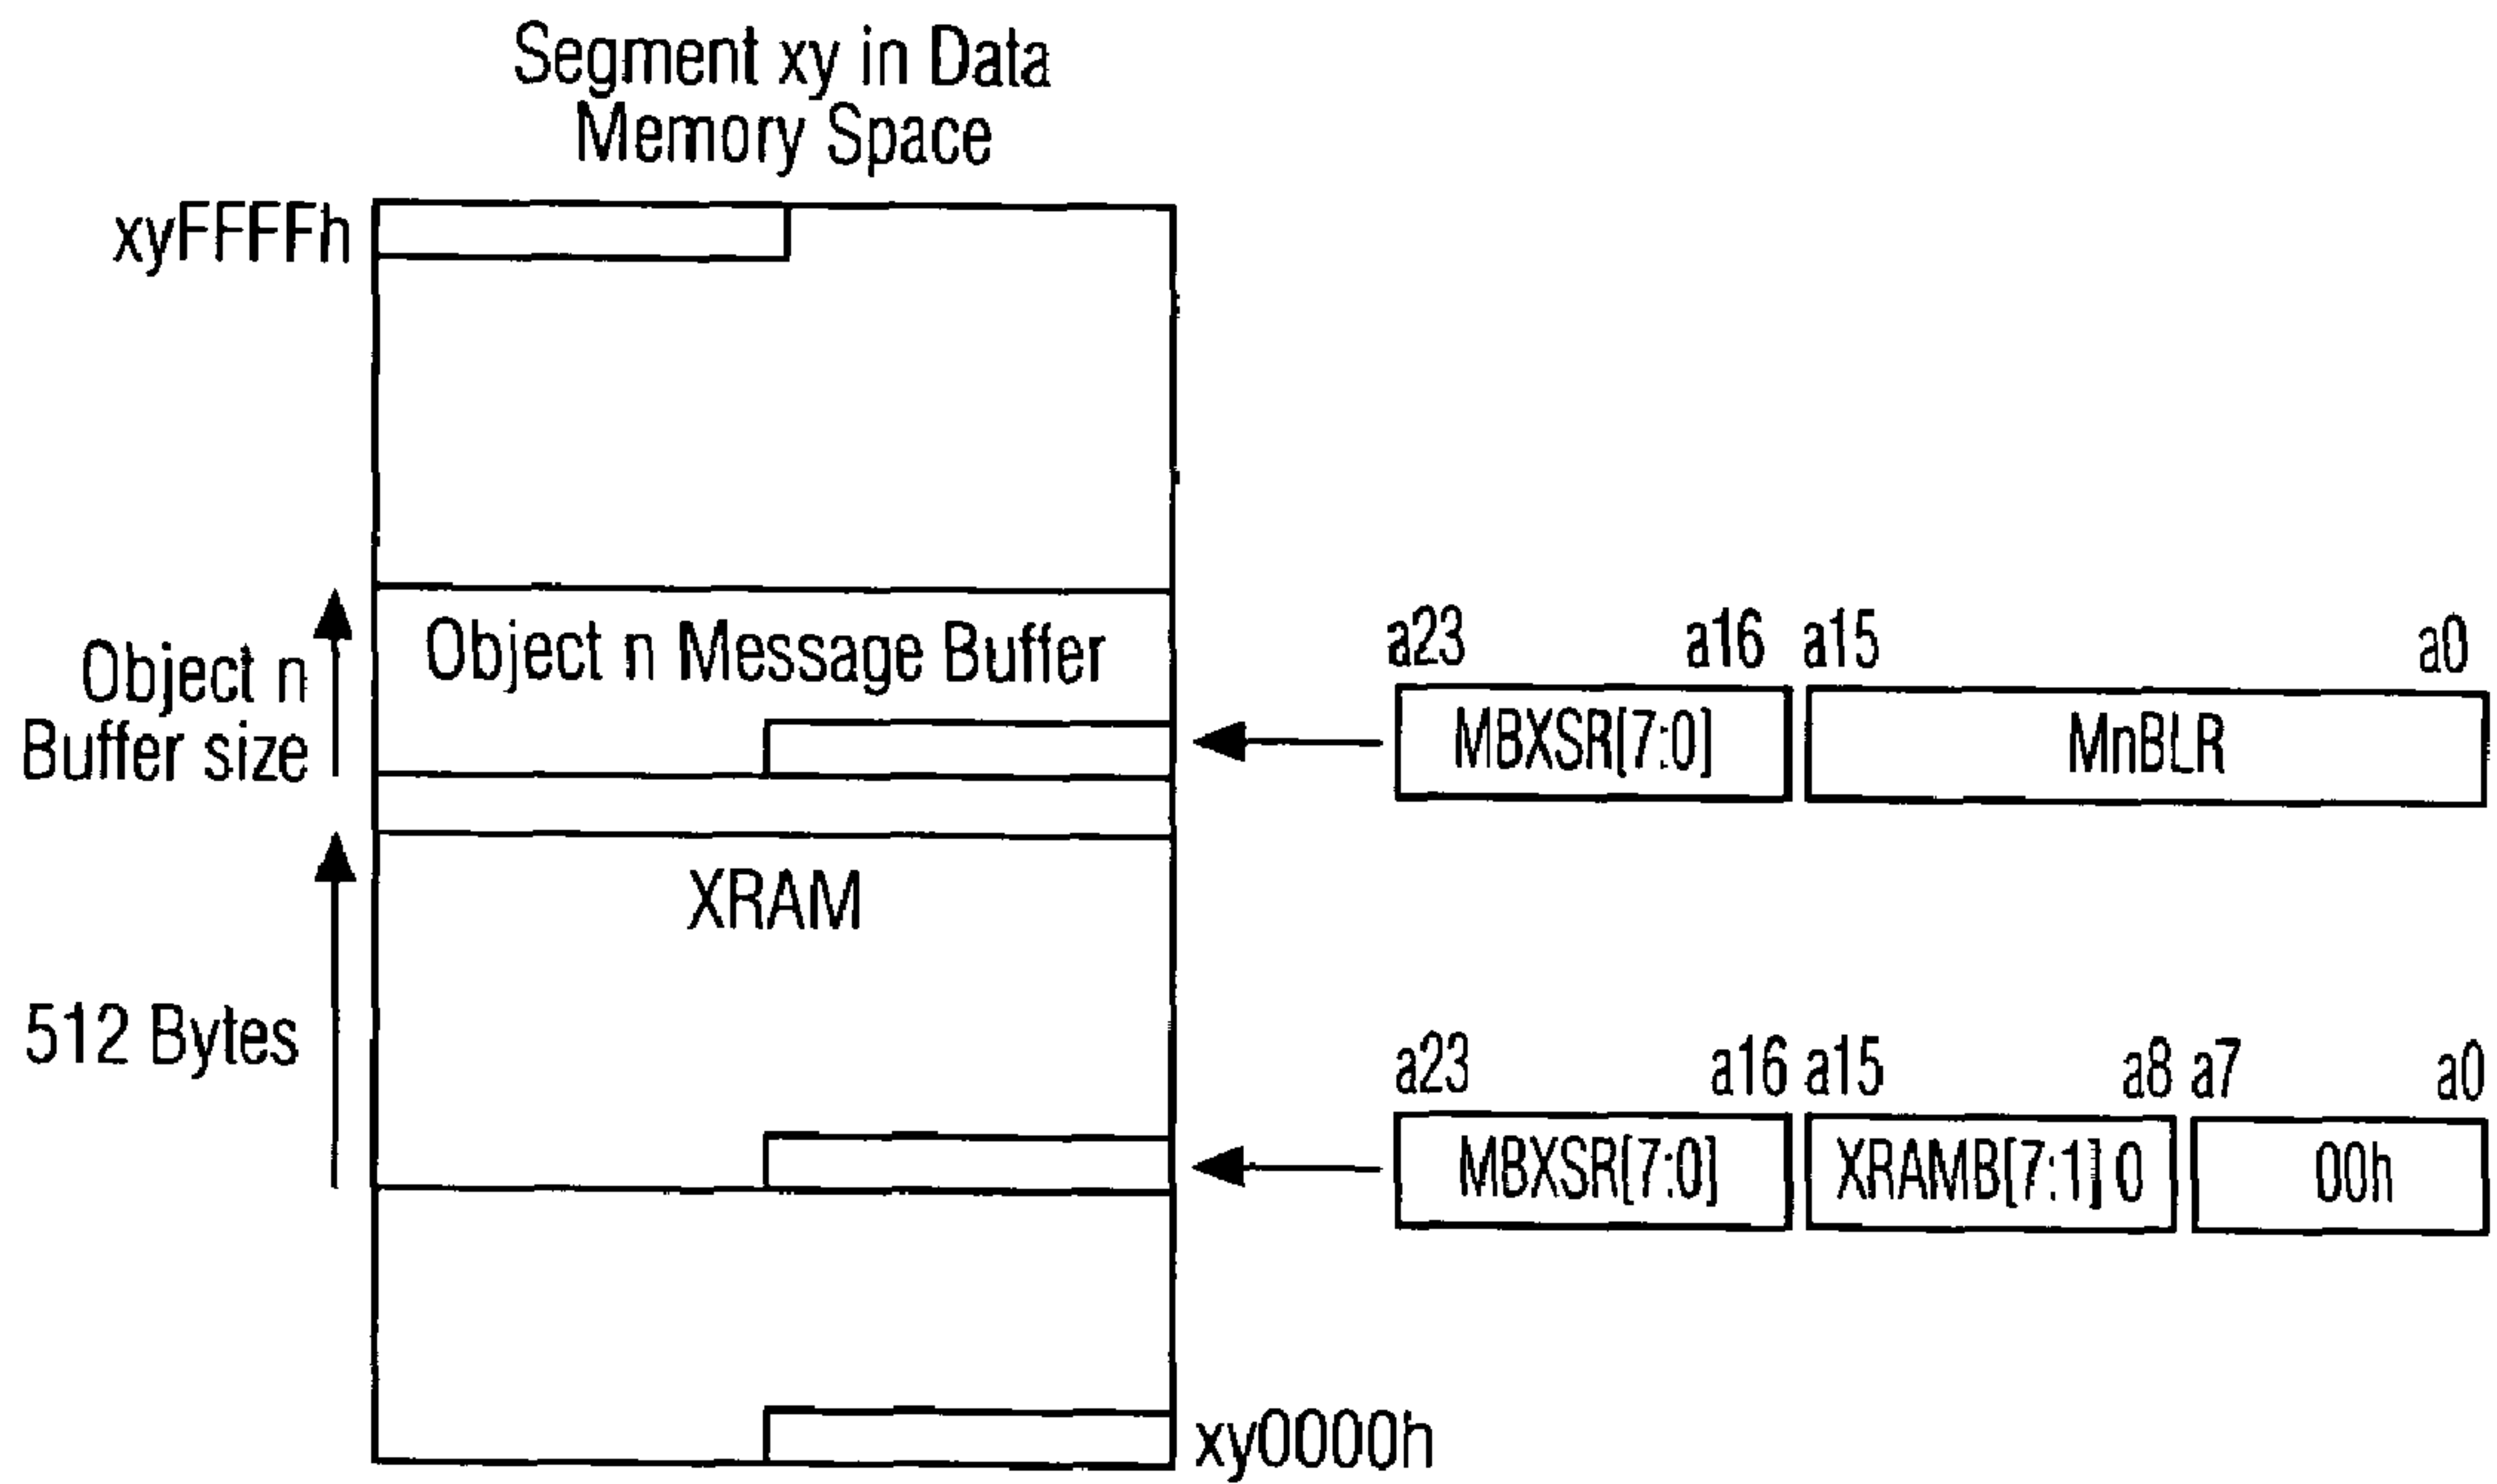 Segment xy in Data
Memory Space
xyFFFFh
Object n
Buffer size
Object n Message Buffer
a23 a16 a15 a0
MBXSR[7:0] MnBLR
XRAM
512 Bytes
a23 a16 a15 a8 a7 a0
MBXSR[7:0] XRAMB[7:1] 0 00h
xy0000h